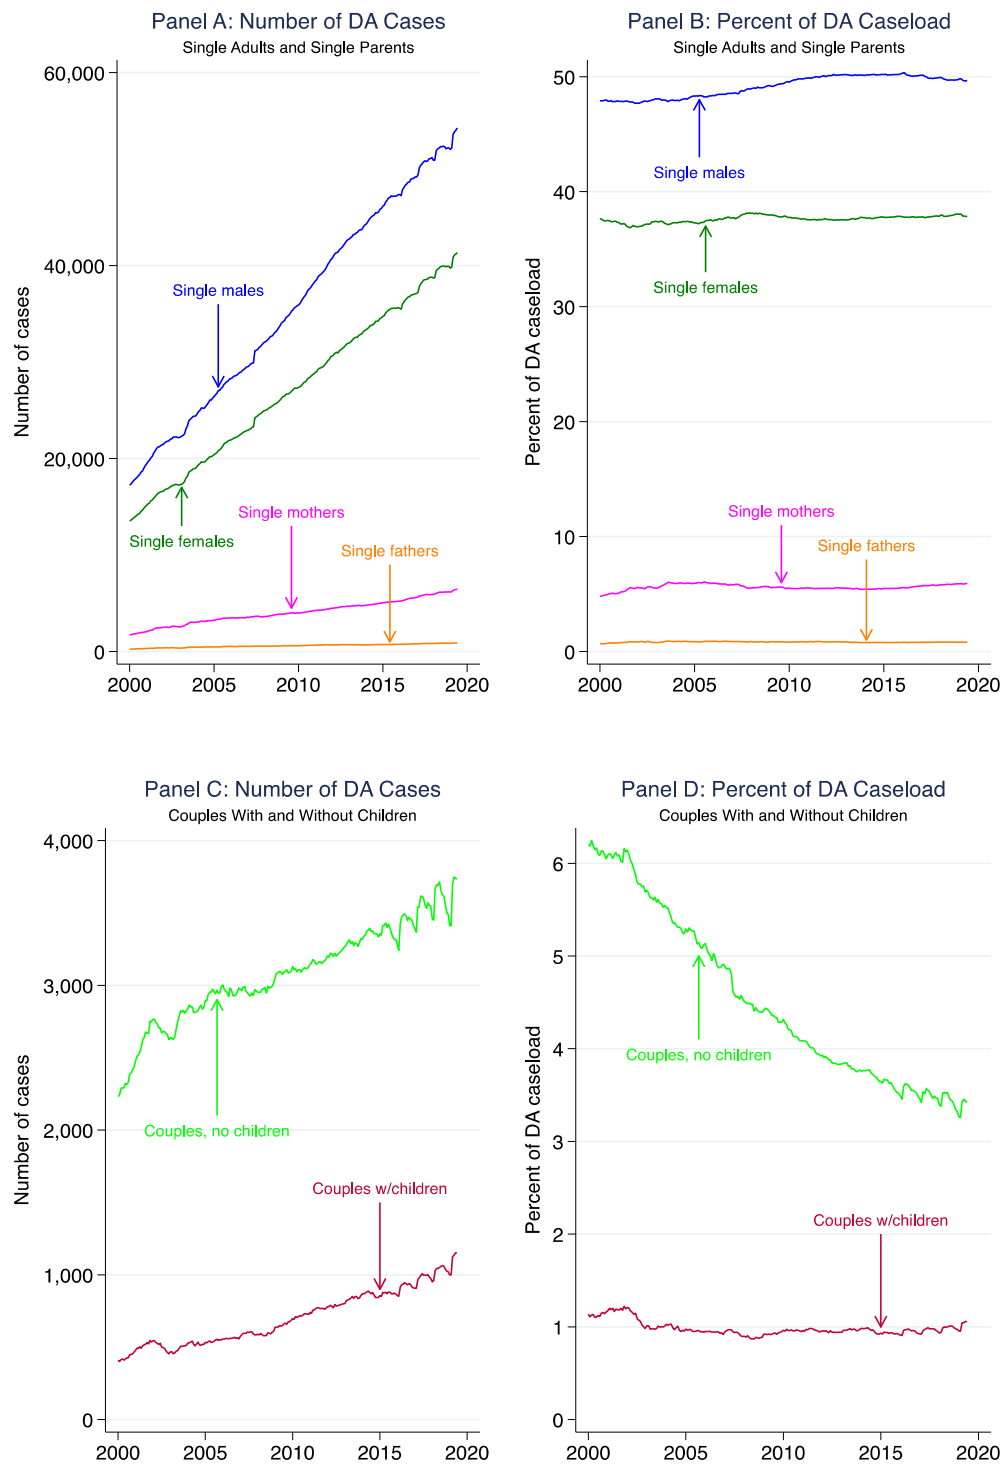 Panel A: Number of DA Cases
Single Adults and Single Parents
Number of cases
60,000
40,000
20,000
0
Single males
Single females
Single mothers
Single fathers
2000 2005 2010 2015 2020
Panel B: Percent of DA Caseload
Single Adults and Single Parents
Percent of DA caseload
50
40
30
20
10
0
Single males
Single females
Single mothers
Single fathers
2000 2005 2010 2015 2020
Panel C: Number of DA Cases
Couples With and Without Children
Number of cases
4,000
3,000
2,000
1,000
0
Couples, no children
Couples w/children
2000 2005 2010 2015 2020
Panel D: Percent of DA Caseload
Couples With and Without Children
Percent of DA caseload
6
5
4
3
2
1
0
Couples, no children
Couples w/children
2000 2005 2010 2015 2020